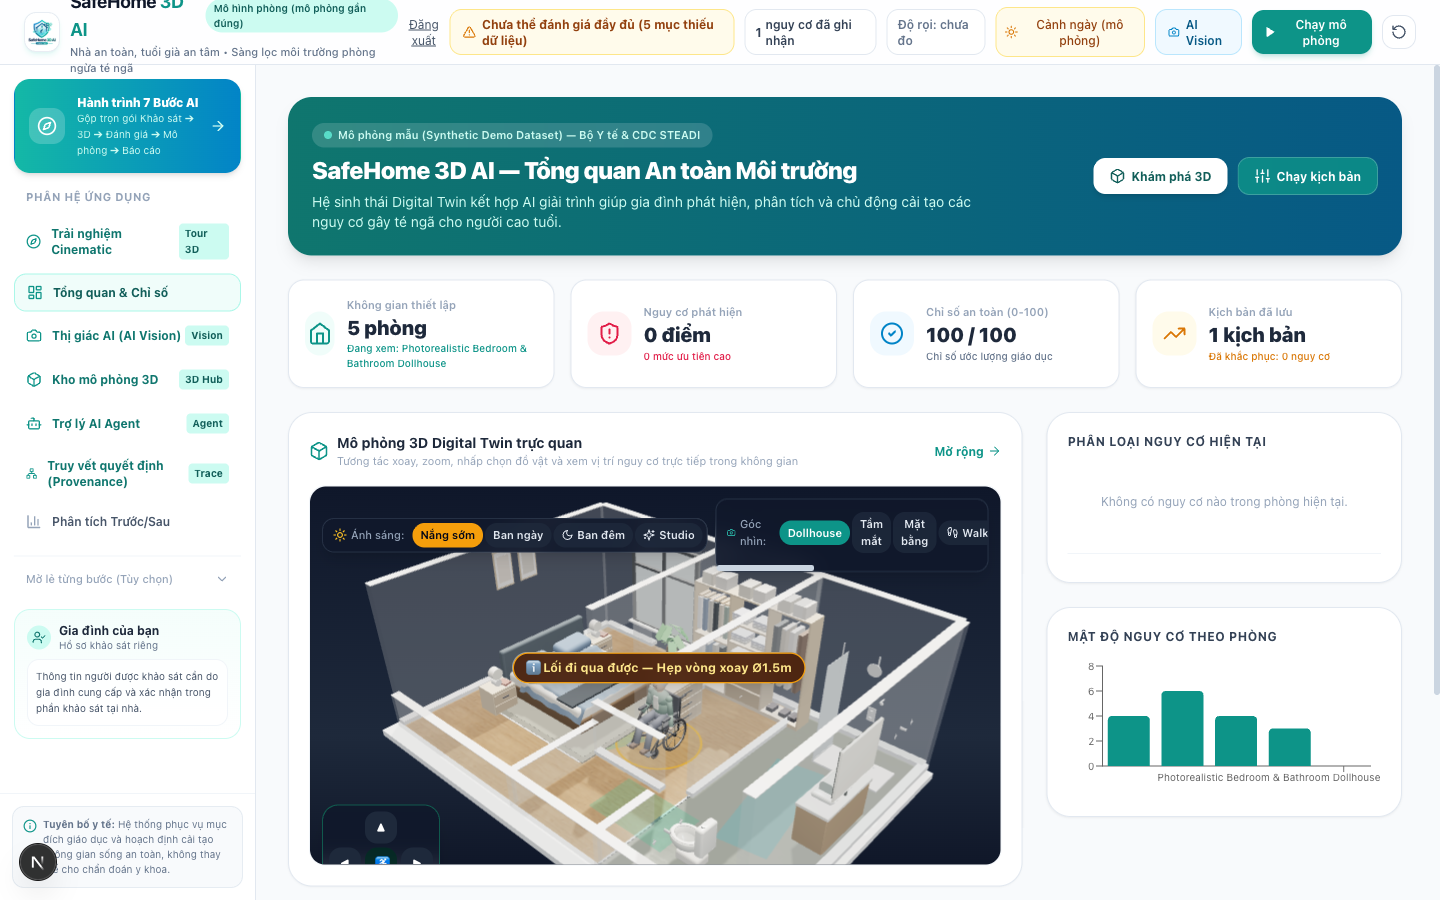 SafeHome 3D AI
Mô hình phòng (mô phỏng gán đúng)
Nhà an toàn, tuổi già an tâm • Sàng lọc môi trường phòng ngừa té ngã
Đăng xuất
Chưa thể đánh giá đầy đủ (5 mục thiếu dữ liệu)
1 nguy cơ đã ghi nhận
Độ rọi: chưa đo
Cảnh ngày (mô phỏng)
AI Vision
Chạy mô phỏng
Hành trình 7 Bước AI
Gộp trọn gói Khảo sát ➔
3D ➔ Đánh giá ➔ Mô
phỏng ➔ Báo cáo
PHÂN HỆ ỨNG DỤNG
Trải nghiệm Cinematic
Tour 3D
Tổng quan & Chỉ số
Thị giác AI (AI Vision)
Vision
Kho mô phỏng 3D
3D Hub
Trợ lý AI Agent
Agent
Truy vết quyết định (Provenance)
Trace
Phân tích Trước/Sau
Mở lẻ từng bước (Tùy chọn)
Gia đình của bạn
Hồ sơ khảo sát riêng
Thông tin người được khảo sát cần do
gia đình cung cấp và xác nhận trong
phần khảo sát tại nhà.
Tuyên bố y tế: Hệ thống phục vụ mục
đích giáo dục và hoạch định cải tạo
gian sống an toàn, không thay
cho chẩn đoán y khoa.
N
Mô phỏng mẫu (Synthetic Demo Dataset) — Bộ Y tế & CDC STEADI
SafeHome 3D AI — Tổng quan An toàn Môi trường
Hệ sinh thái Digital Twin kết hợp AI giải trình giúp gia đình phát hiện, phân tích và chủ động cải tạo các
nguy cơ gây té ngã cho người cao tuổi.
Khám phá 3D
Chạy kịch bản
Không gian thiết lập
5 phòng
Đang xem: Photorealistic Bedroom &
Bathroom Dollhouse
Nguy cơ phát hiện
0 điểm
0 mức ưu tiên cao
Chỉ số an toàn (0-100)
100 / 100
Chỉ số ước lượng giáo dục
Kịch bản đã lưu
1 kịch bản
Đã khắc phục: 0 nguy cơ
Mô phỏng 3D Digital Twin trực quan
Tương tác xoay, zoom, nhấp chọn đồ vật và xem vị trí nguy cơ trực tiếp trong không gian
Mở rộng
Ánh sáng:
Nắng sớm
Ban ngày
Ban đêm
Studio
Góc nhìn:
Dollhouse
Tầm mắt
Mặt bằng
Walk
ℹ️ Lối đi qua được — Hẹp vòng xoay Ø1.5m
PHÂN LOẠI NGUY CƠ HIỆN TẠI
Không có nguy cơ nào trong phòng hiện tại.
MẬT ĐỘ NGUY CƠ THEO PHÒNG
8
6
4
2
0
Photorealistic Bedroom & Bathroom Dollhouse